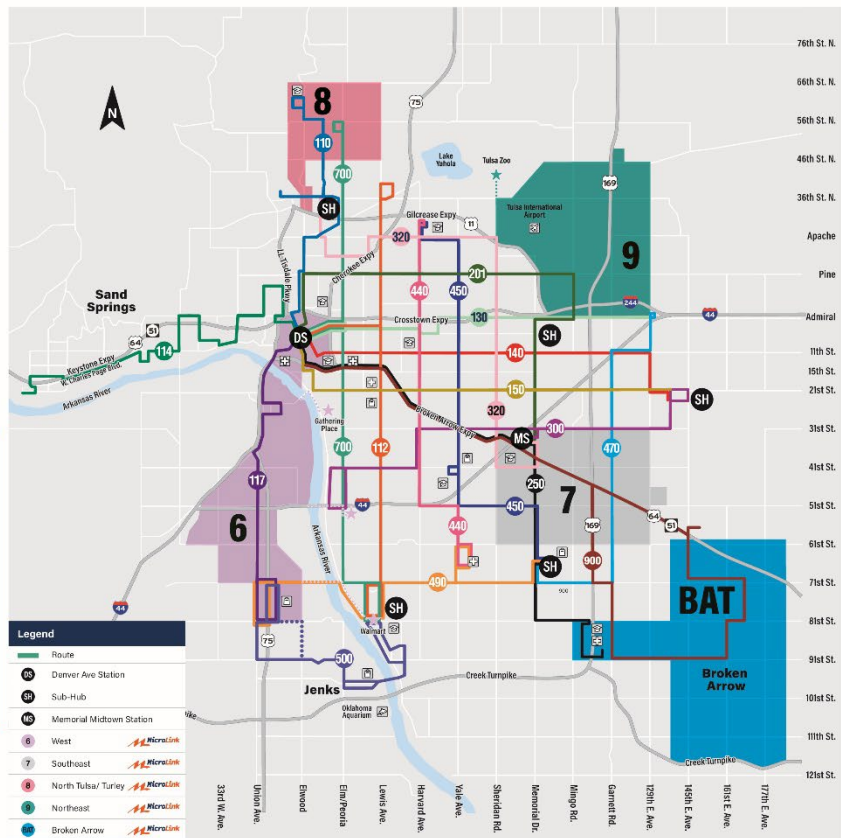 76th St. N.
66th St. N.
8
75
N
56th St. N.
110
Lake
Yahola
Tulsa Zoo
46th St. N.
700
169
36th St. N.
SH
Gilcrease Expy
11
Tulsa International
Airport
320
Apache
LL Tisdale Pkwy
Cherokee Expy
9
201
Pine
440
450
Sand
Springs
244
44
Crosstown Expy
130
Admiral
64
51
DS
SH
Keystone Expy
114
W. Charles Page Blvd.
140
11th St.
15th St.
Arkansas River
150
21st St.
SH
Broken Arrow Expy
320
Gathering
Place
MS
300
31st St.
700
112
470
117
250
7
41st St.
44
450
64
51
51st St.
6
Arkansas River
440
169
900
61st St.
SH
44
490
71st St.
900
BAT
SH
Walmart
81st St.
75
500
91st St.
Jenks
Creek Turnpike
Broken
Arrow
Oklahoma
Aquarium
101st St.
npike
111th St.
Creek Turnpike
121st St.
Legend
Route
DS Denver Ave Station
SH Sub-Hub
MS Memorial Midtown Station
6 West MicroLink
7 Southeast MicroLink
8 North Tulsa/ Turley MicroLink
9 Northeast MicroLink
BAT Broken Arrow MicroLink
33rd W. Ave.
Union Ave.
Elwood
Elm/Peoria
Lewis Ave.
Harvard Ave.
Yale Ave.
Sheridan Rd.
Memorial Dr.
Mingo Rd.
Garnett Rd.
129th E. Ave.
145th E. Ave.
161st E. Ave.
177th E. Ave.